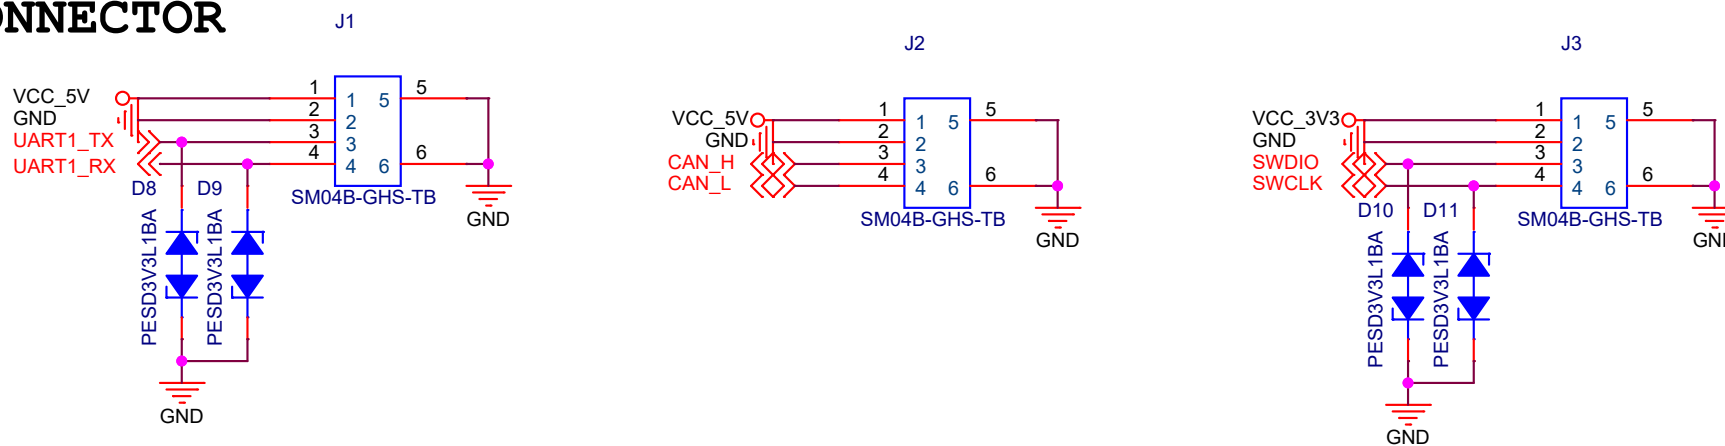 ONNECTOR
J1
VCC_5V
GND
UART1_TX
UART1_RX
1
2
3
4
1
2
3
4
5
6
5
6
SM04B-GHS-TB
GND
D8
D9
PESD3V3L1BA
PESD3V3L1BA
GND
J2
VCC_5V
GND
CAN_H
CAN_L
1
2
3
4
1
2
3
4
5
6
5
6
SM04B-GHS-TB
GND
J3
VCC_3V3
GND
SWDIO
SWCLK
1
2
3
4
1
2
3
4
5
6
5
6
SM04B-GHS-TB
GN
D10
D11
PESD3V3L1BA
PESD3V3L1BA
GND